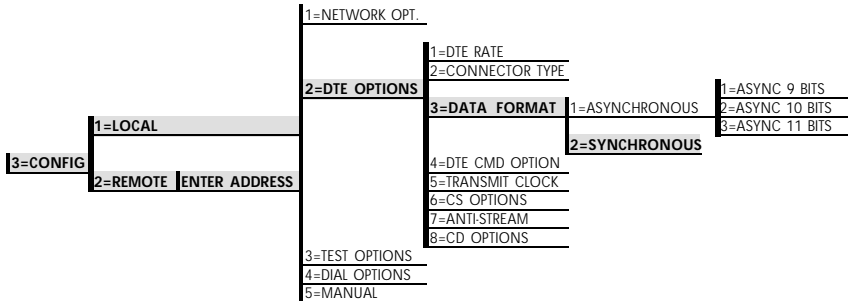 1=NETWORK OPT.
1=DTE RATE
2=CONNECTOR TYPE
2=DTE OPTIONS
1=ASYNC 9 BITS
3=DATA FORMAT
1=ASYNCHRONOUS
2=ASYNC 10 BITS
3=ASYNC 11 BITS
1=LOCAL
2=SYNCHRONOUS
3=CONFIG
4=DTE CMD OPTION
2=REMOTE
ENTER ADDRESS
5=TRANSMIT CLOCK
6=CS OPTIONS
7=ANTI-STREAM
8=CD OPTIONS
3=TEST OPTIONS
4=DIAL OPTIONS
5=MANUAL